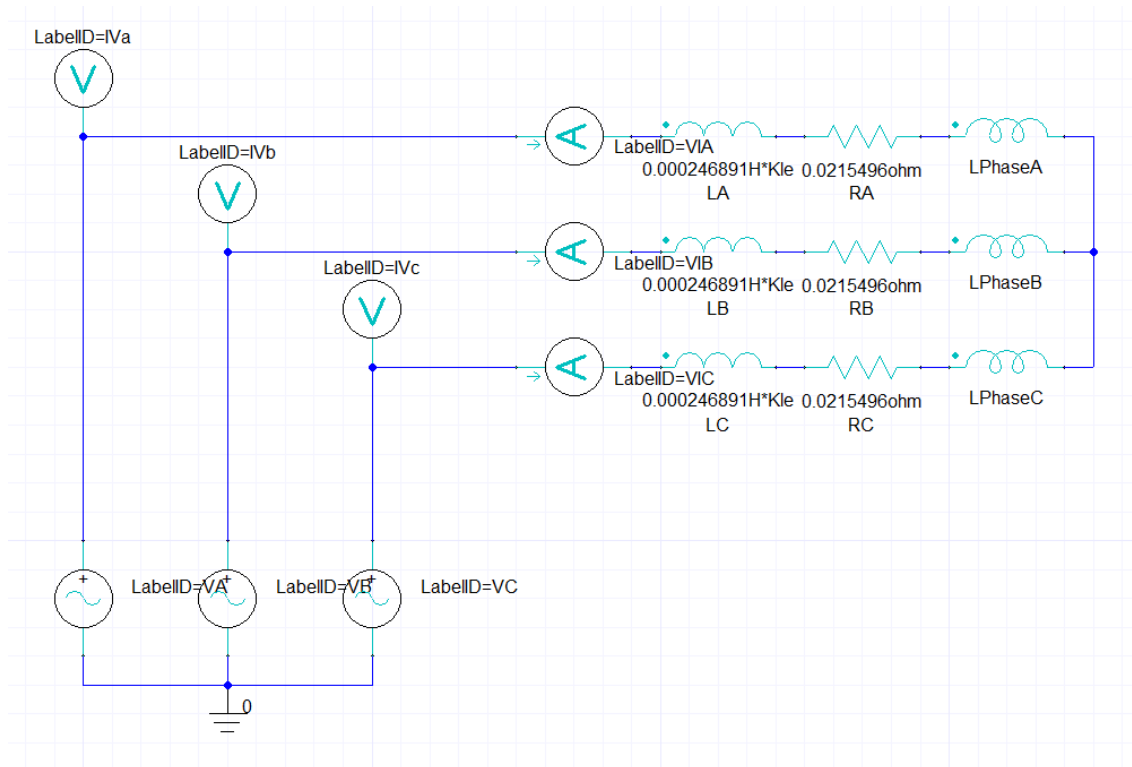 LabelID=IVa
V
LabelID=IVb
V
LabelID=IVc
V
A
LabelID=VIA
0.000246891H*Kle
LA
0.0215496ohm
RA
LPhaseA
A
LabelID=VIB
0.000246891H*Kle
LB
0.0215496ohm
RB
LPhaseB
A
LabelID=VIC
0.000246891H*Kle
LC
0.0215496ohm
RC
LPhaseC
+
LabelID=VA
+
LabelID=VB
+
LabelID=VC
0